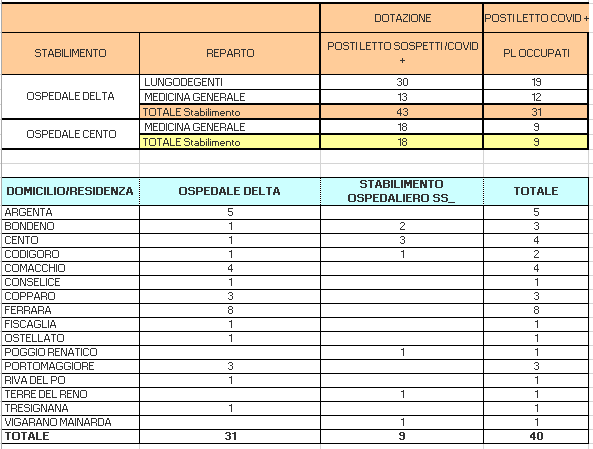 DOTAZIONE POSTI LETTO COVID +
STABILIMENTO REPARTO POSTI LETTO SOSPETTI/COVID + PL OCCUPATI
OSPEDALE DELTA LUNGODEGENTI 30 19
MEDICINA GENERALE 13 12
TOTALE Stabilimento 43 31
OSPEDALE CENTO MEDICINA GENERALE 18 9
TOTALE Stabilimento 18 9
DOMICILIO/RESIDENZA OSPEDALE DELTA STABILIMENTO OSPEDALIERO SS_ TOTALE
ARGENTA 5 5
BONDENO 1 2 3
CENTO 1 3 4
CODIGORO 1 1 2
COMACCHIO 4 4
CONSELICE 1 1
COPPARO 3 3
FERRARA 8 8
FISCAGLIA 1 1
OSTELLATO 1 1
POGGIO RENATICO 1 1
PORTOMAGGIORE 3 3
RIVA DEL PO 1 1
TERRE DEL RENO 1 1
TRESIGNANA 1 1
VIGARANO MAINARDA 1 1
TOTALE 31 9 40